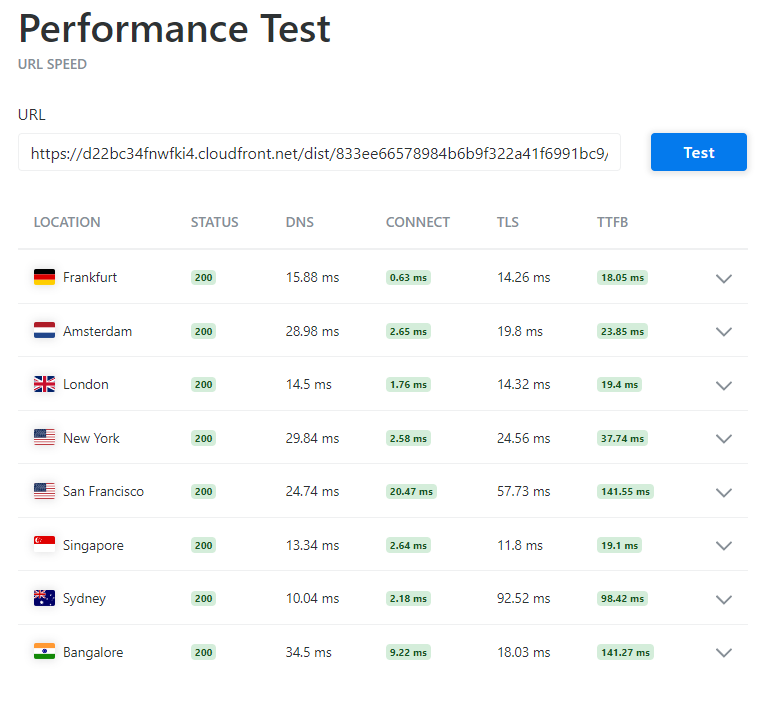 Performance Test
URL SPEED
URL
https://d22bc34fnwfki4.cloudfront.net/dist/833ee66578984b6b9f322a41f6991bc9/
Test
LOCATION STATUS DNS CONNECT TLS TTFB
Frankfurt 200 15.88 ms 0.63 ms 14.26 ms 18.05 ms
Amsterdam 200 28.98 ms 2.65 ms 19.8 ms 23.85 ms
London 200 14.5 ms 1.76 ms 14.32 ms 19.4 ms
New York 200 29.84 ms 2.58 ms 24.56 ms 37.74 ms
San Francisco 200 24.74 ms 20.47 ms 57.73 ms 141.55 ms
Singapore 200 13.34 ms 2.64 ms 11.8 ms 19.1 ms
Sydney 200 10.04 ms 2.18 ms 92.52 ms 98.42 ms
Bangalore 200 34.5 ms 9.22 ms 18.03 ms 141.27 ms